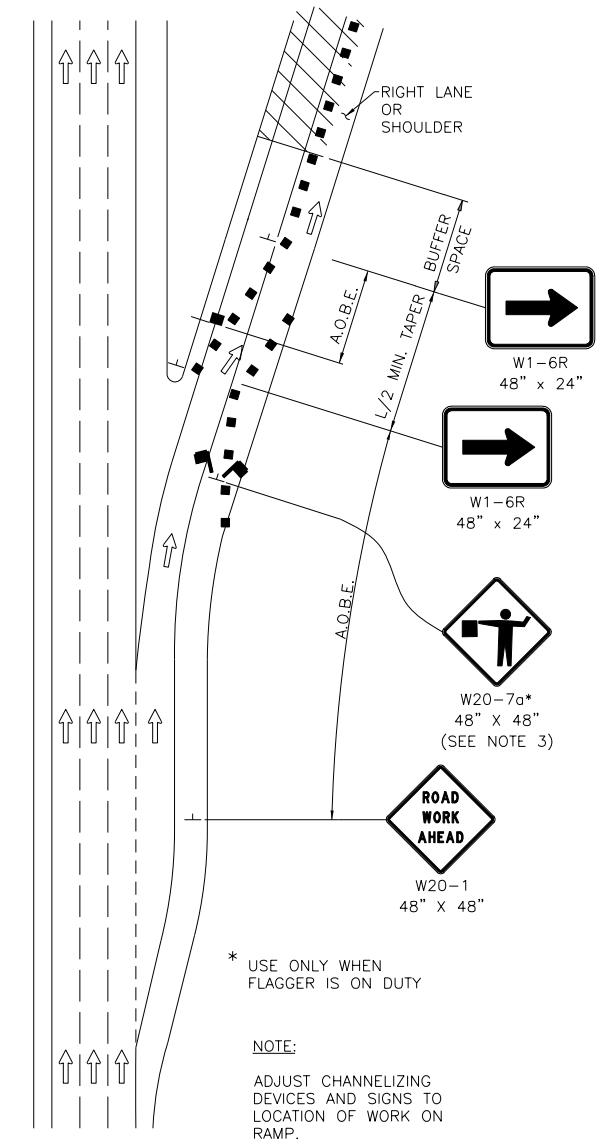 RIGHT LANE
OR
SHOULDER
BUFFER
SPACE
A.O.B.E.
L/2 MIN. TAPER
W1-6R
48" x 24"
W1-6R
48" x 24"
A.O.B.E.
W20-7a*
48" X 48"
(SEE NOTE 3)
ROAD
WORK
AHEAD
W20-1
48" X 48"
* USE ONLY WHEN
FLAGGER IS ON DUTY
NOTE:
ADJUST CHANNELIZING
DEVICES AND SIGNS TO
LOCATION OF WORK ON
RAMP.